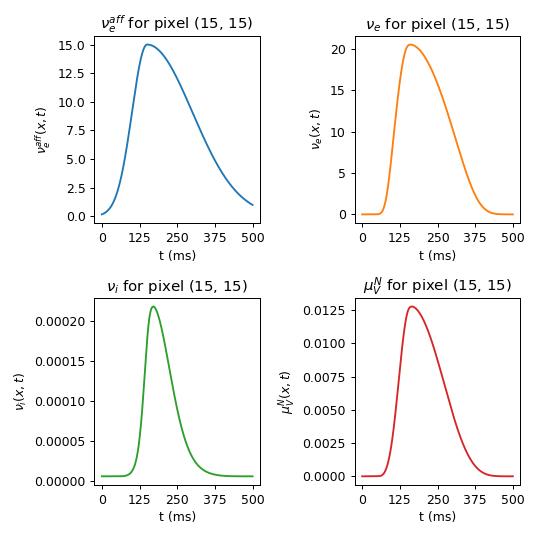 ν_e^{aff} for pixel (15, 15)
15.0
12.5
10.0
7.5
5.0
2.5
0.0
ν_e^{aff}(x, t)
0 125 250 375 500
t (ms)
ν_e for pixel (15, 15)
20
15
10
5
0
ν_e(x, t)
0 125 250 375 500
t (ms)
ν_i for pixel (15, 15)
0.00020
0.00015
0.00010
0.00005
0.00000
ν_i(x, t)
0 125 250 375 500
t (ms)
μ_V^N for pixel (15, 15)
0.0125
0.0100
0.0075
0.0050
0.0025
0.0000
μ_V^N(x, t)
0 125 250 375 500
t (ms)